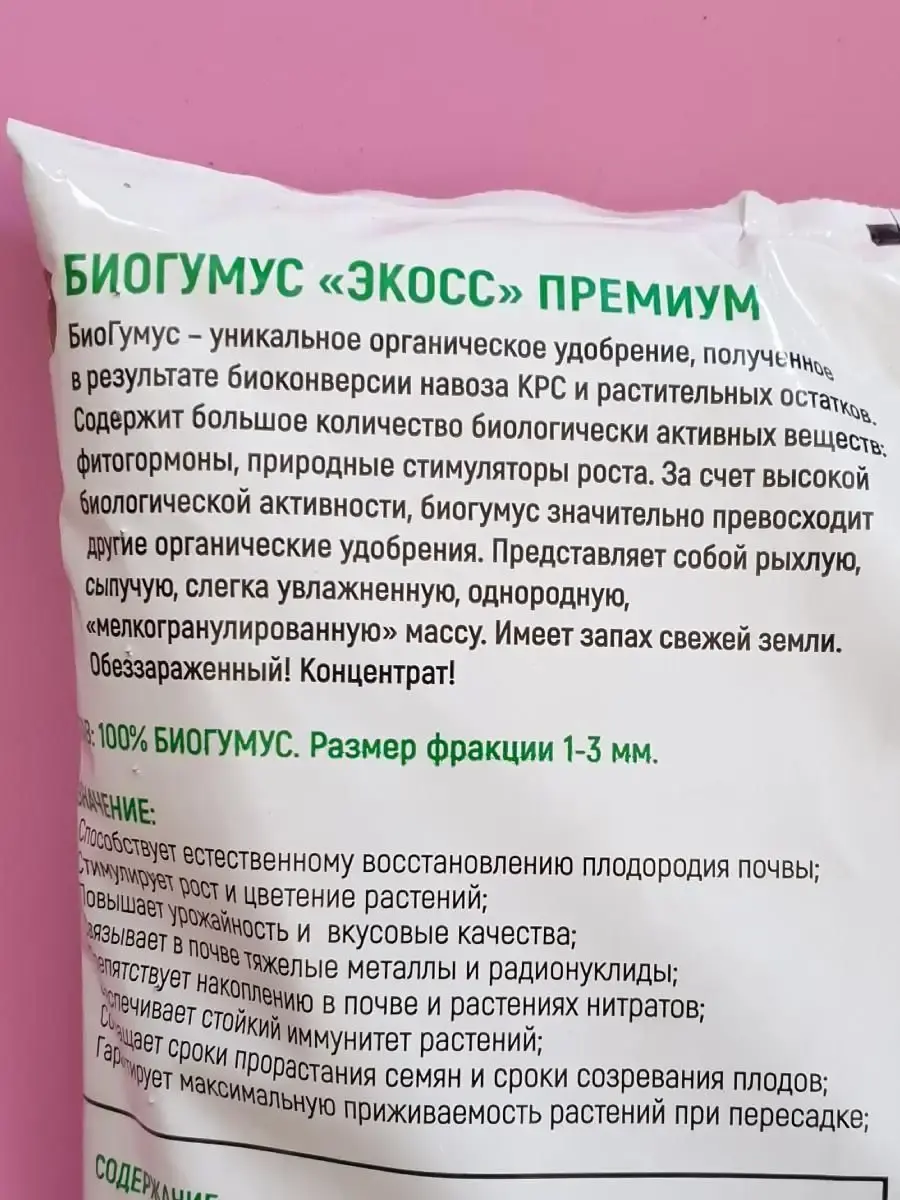 БИОГУМУС «ЭКОСС» ПРЕМИУМ
БиоГумус – уникальное органическое удобрение, полученное
в результате биоконверсии навоза КРС и растительных остатков.
Содержит большое количество биологически активных веществ:
фитогормоны, природные стимуляторы роста. За счет высокой
биологической активности, биогумус значительно превосходит
другие органические удобрения. Представляет собой рыхлую,
сыпучую, слегка увлажненную, однородную,
«мелкогранулированную» массу. Имеет запах свежей земли.
Обеззараженный! Концентрат!
100% БИОГУМУС. Размер фракции 1-3 мм.
Способствует естественному восстановлению плодородия почвы;
Стимулирует рост и цветение растений;
Повышает урожайность и вкусовые качества;
в почве тяжелые металлы и радионуклиды;
накоплению в почве и растениях нитратов;
стойкий иммунитет растений;
сроки прорастания семян и сроки созревания плодов;
Гарантирует максимальную приживаемость растений при пересадке;
СОДЕРЖАНИЕ